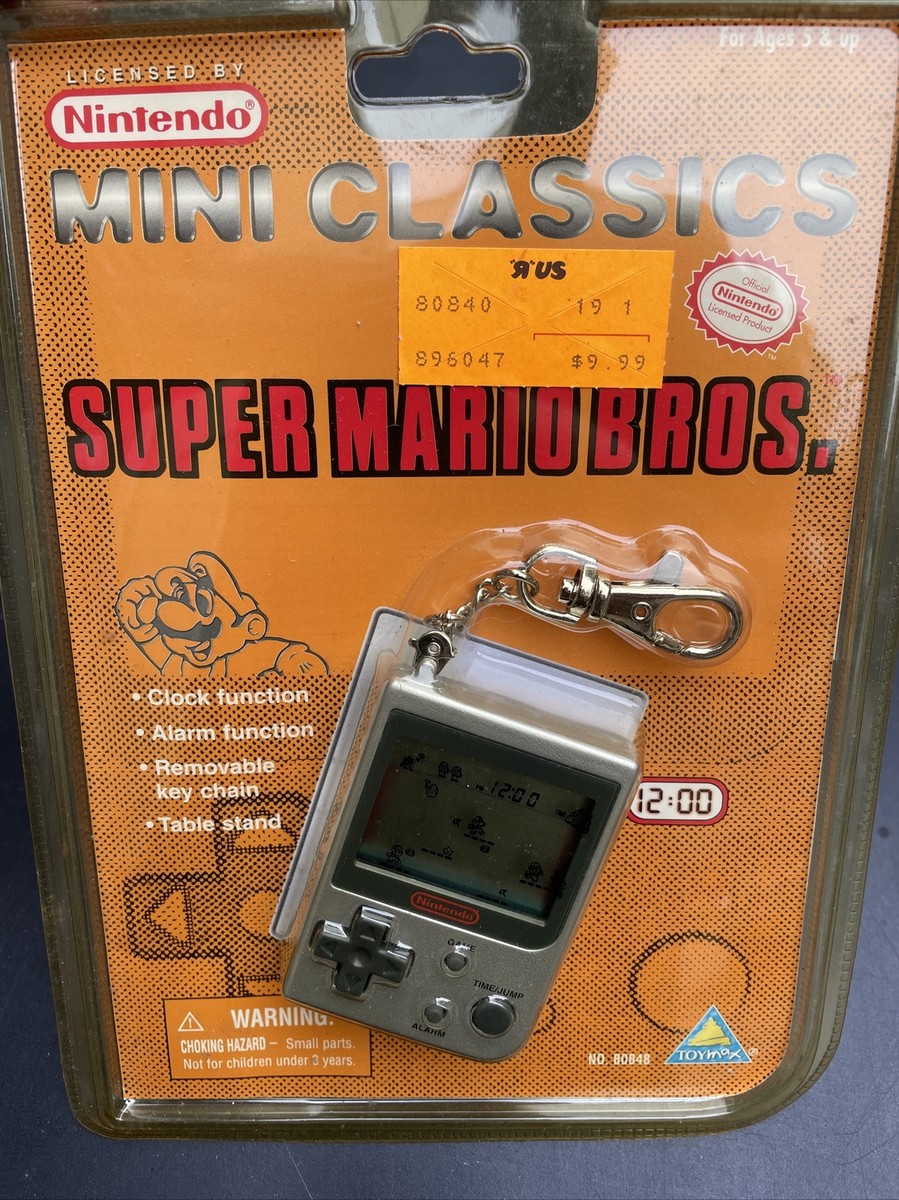 For Ages 5 & up
LICENSED BY
Nintendo®
MINI CLASSICS
"R"US
80840 19 1
896047 $9.99
Official
Nintendo
Licensed Product
TM
SUPER MARIO BROS.
• Clock function
• Alarm function
• Removable
key chain
• Table stand
12:00
12:00
Nintendo
GAME
TIME/JUMP
ALARM
⚠ WARNING:
CHOKING HAZARD – Small parts.
Not for children under 3 years.
NO. 80848
TOYmax®